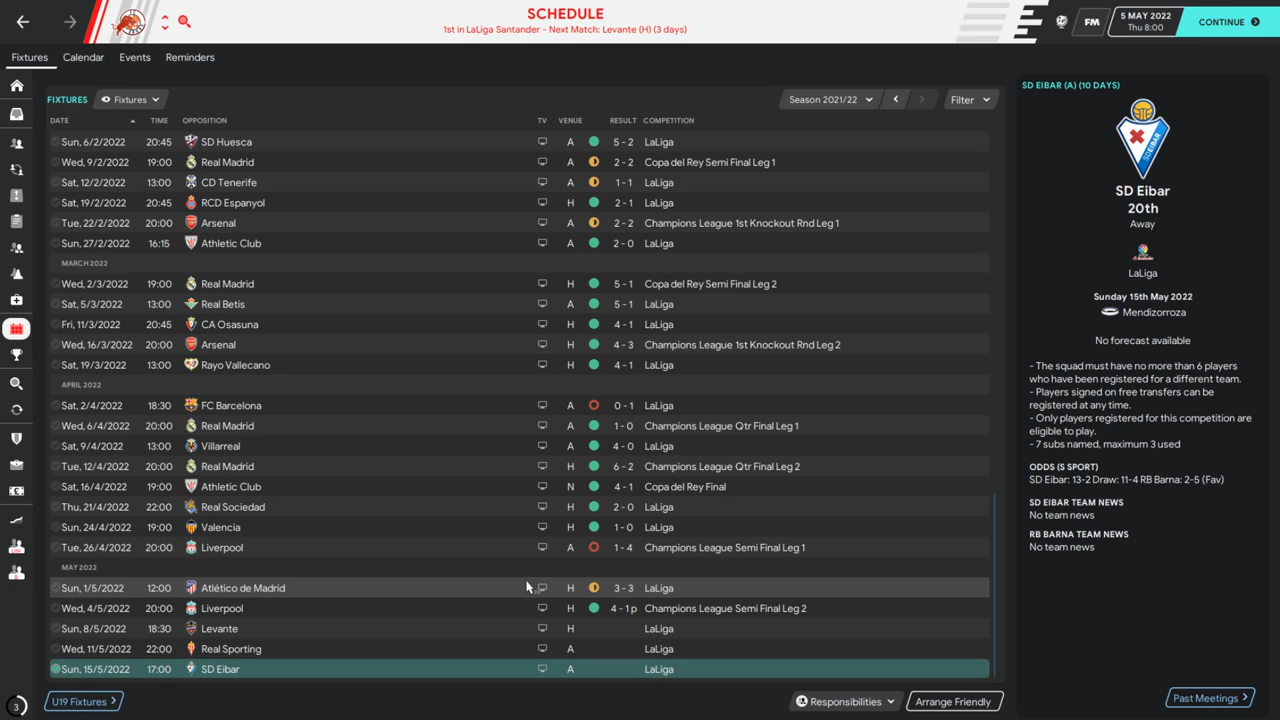 SCHEDULE
1st in LaLiga Santander - Next Match: Levante (H) (3 days)
FM
5 MAY 2022
Thu 8:00
CONTINUE
Fixtures Calendar Events Reminders
FIXTURES Fixtures Season 2021/22 Filter
DATE TIME OPPOSITION TV VENUE RESULT COMPETITION
Sun, 6/2/2022 20:45 SD Huesca A 5 - 2 LaLiga
Wed, 9/2/2022 19:00 Real Madrid A 2 - 2 Copa del Rey Semi Final Leg 1
Sat, 12/2/2022 13:00 CD Tenerife A 1 - 1 LaLiga
Sat, 19/2/2022 20:45 RCD Espanyol H 2 - 1 LaLiga
Tue, 22/2/2022 20:00 Arsenal A 2 - 2 Champions League 1st Knockout Rnd Leg 1
Sun, 27/2/2022 16:15 Athletic Club A 2 - 0 LaLiga
MARCH 2022
Wed, 2/3/2022 19:00 Real Madrid H 5 - 1 Copa del Rey Semi Final Leg 2
Sat, 5/3/2022 13:00 Real Betis A 5 - 1 LaLiga
Fri, 11/3/2022 20:45 CA Osasuna H 4 - 1 LaLiga
Wed, 16/3/2022 20:00 Arsenal H 4 - 3 Champions League 1st Knockout Rnd Leg 2
Sat, 19/3/2022 13:00 Rayo Vallecano H 4 - 1 LaLiga
APRIL 2022
Sat, 2/4/2022 18:30 FC Barcelona A 0 - 1 LaLiga
Wed, 6/4/2022 20:00 Real Madrid A 1 - 0 Champions League Qtr Final Leg 1
Sat, 9/4/2022 13:00 Villarreal A 4 - 0 LaLiga
Tue, 12/4/2022 20:00 Real Madrid H 6 - 2 Champions League Qtr Final Leg 2
Sat, 16/4/2022 20:00 Athletic Club N 4 - 1 Copa del Rey Final
Thu, 21/4/2022 22:00 Real Sociedad H 2 - 0 LaLiga
Sun, 24/4/2022 19:00 Valencia H 1 - 0 LaLiga
Tue, 26/4/2022 20:00 Liverpool A 1 - 4 Champions League Semi Final Leg 1
MAY 2022
Sun, 1/5/2022 12:00 Atlético de Madrid H 3 - 3 LaLiga
Wed, 4/5/2022 20:00 Liverpool H 4 - 1 p Champions League Semi Final Leg 2
Sun, 8/5/2022 18:30 Levante H LaLiga
Wed, 11/5/2022 22:00 Real Sporting A LaLiga
Sun, 15/5/2022 17:00 SD Eibar A LaLiga
3
U19 Fixtures Responsibilities Arrange Friendly
SD EIBAR (A) (10 DAYS)
SD EIBAR
SD Eibar
20th
Away
LaLiga
Sunday 15th May 2022
Mendizorroza
No forecast available
- The squad must have no more than 6 players
who have been registered for a different team.
- Players signed on free transfers can be
registered at any time.
- Only players registered for this competition are
eligible to play.
- 7 subs named, maximum 3 used
ODDS (S SPORT)
SD Eibar: 13-2 Draw: 11-4 RB Barna: 2-5 (Fav)
SD EIBAR TEAM NEWS
No team news
RB BARNA TEAM NEWS
No team news
Past Meetings